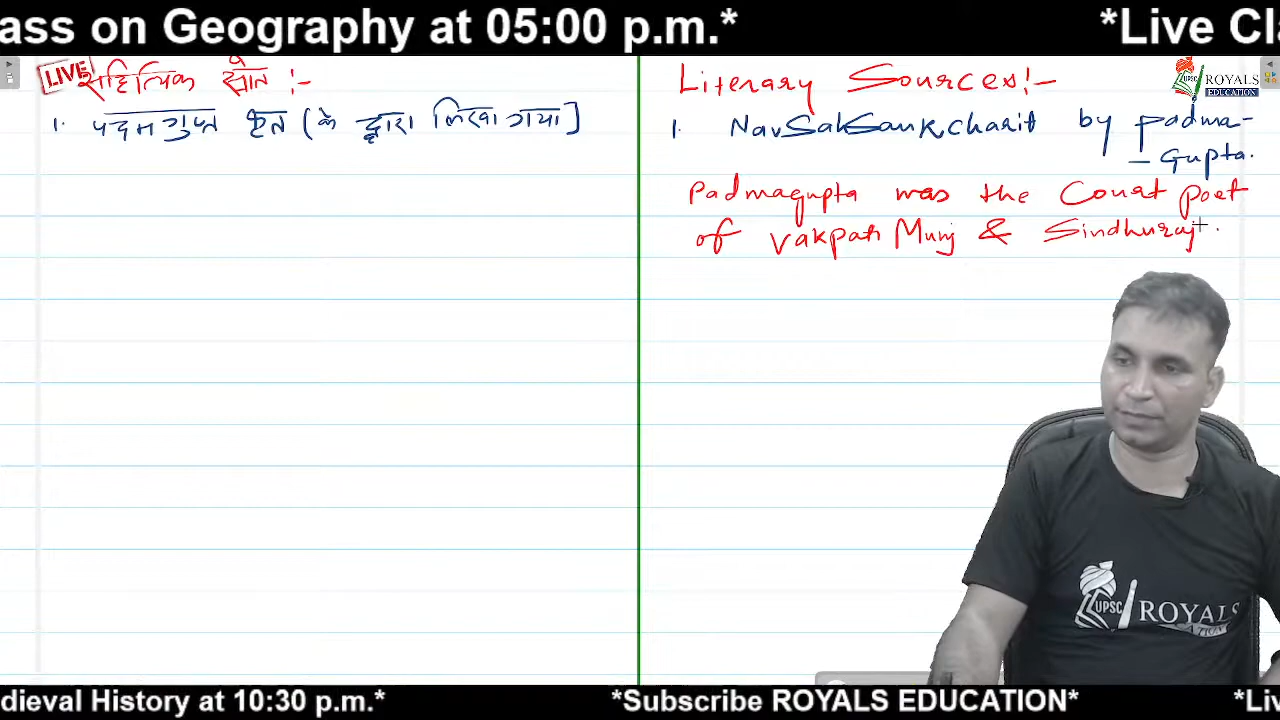 ass on Geography at 05:00 p.m.* *Live Cla
LIVE
साहित्यिक स्रोत :-
1. पदमगुप्त कृत (के द्वारा लिखा गया]
Literary Sources:-
1. NavSakSankcharit by padma-
- Gupta.
Padmagupta was the Court poet
of Vakpati Munj & Sindhuraj.
UPSC ROYALS
EDUCATION
UPSC ROYALS
dieval History at 10:30 p.m.* *Subscribe ROYALS EDUCATION* *Liv